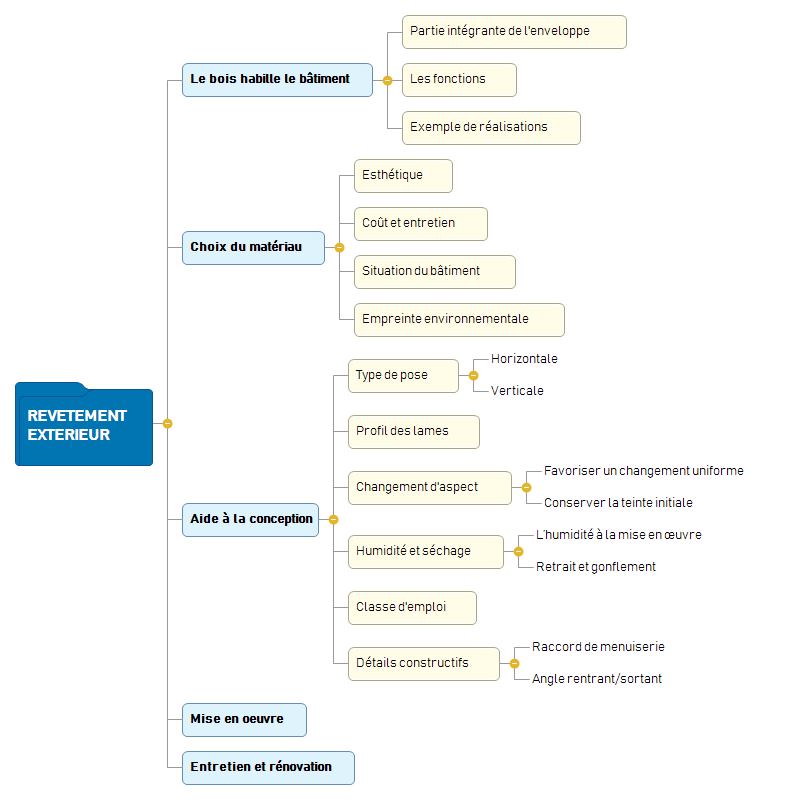 REVETEMENT
EXTERIEUR
Le bois habille le bâtiment
Partie intégrante de l'enveloppe
Les fonctions
Exemple de réalisations
Choix du matériau
Esthétique
Coût et entretien
Situation du bâtiment
Empreinte environnementale
Aide à la conception
Type de pose
Horizontale
Verticale
Profil des lames
Changement d'aspect
Favoriser un changement uniforme
Conserver la teinte initiale
Humidité et séchage
L'humidité à la mise en œuvre
Retrait et gonflement
Classe d'emploi
Détails constructifs
Raccord de menuiserie
Angle rentrant/sortant
Mise en oeuvre
Entretien et rénovation